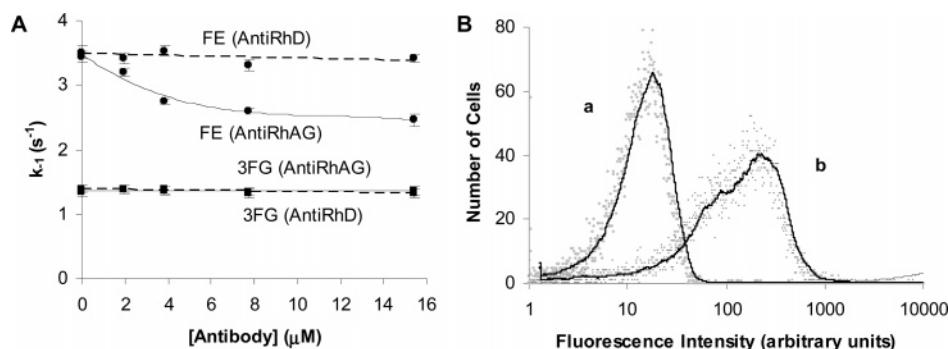 A
4
3
2
1
0
k-1 (s-1)
FE (AntiRhD)
FE (AntiRhAG)
3FG (AntiRhAG)
3FG (AntiRhD)
0 2 4 6 8 10 12 14 16
[Antibody] (μM)
B
80
60
40
20
0
Number of Cells
a
b
1 10 100 1000 10000
Fluorescence Intensity (arbitrary units)